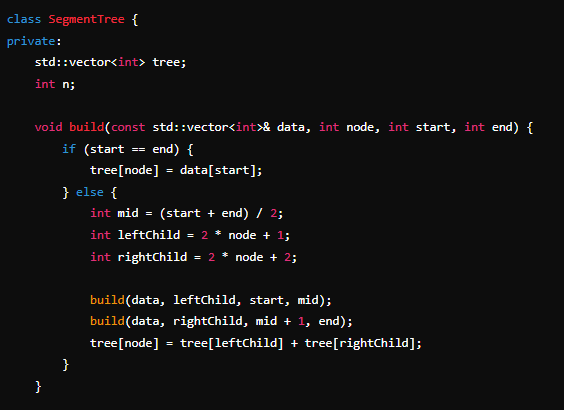 class SegmentTree {
private:
    std::vector<int> tree;
    int n;

    void build(const std::vector<int>& data, int node, int start, int end) {
        if (start == end) {
            tree[node] = data[start];
        } else {
            int mid = (start + end) / 2;
            int leftChild = 2 * node + 1;
            int rightChild = 2 * node + 2;

            build(data, leftChild, start, mid);
            build(data, rightChild, mid + 1, end);
            tree[node] = tree[leftChild] + tree[rightChild];
        }
    }